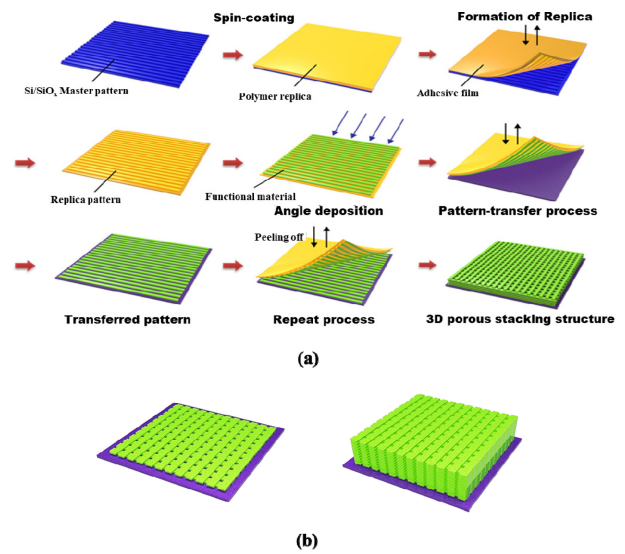 Spin-coating
Formation of Replica
Si/SiOx Master pattern
Polymer replica
Adhesive film
Replica pattern
Functional material
Angle deposition
Pattern-transfer process
Peeling off
Transferred pattern
Repeat process
3D porous stacking structure
(a)
(b)